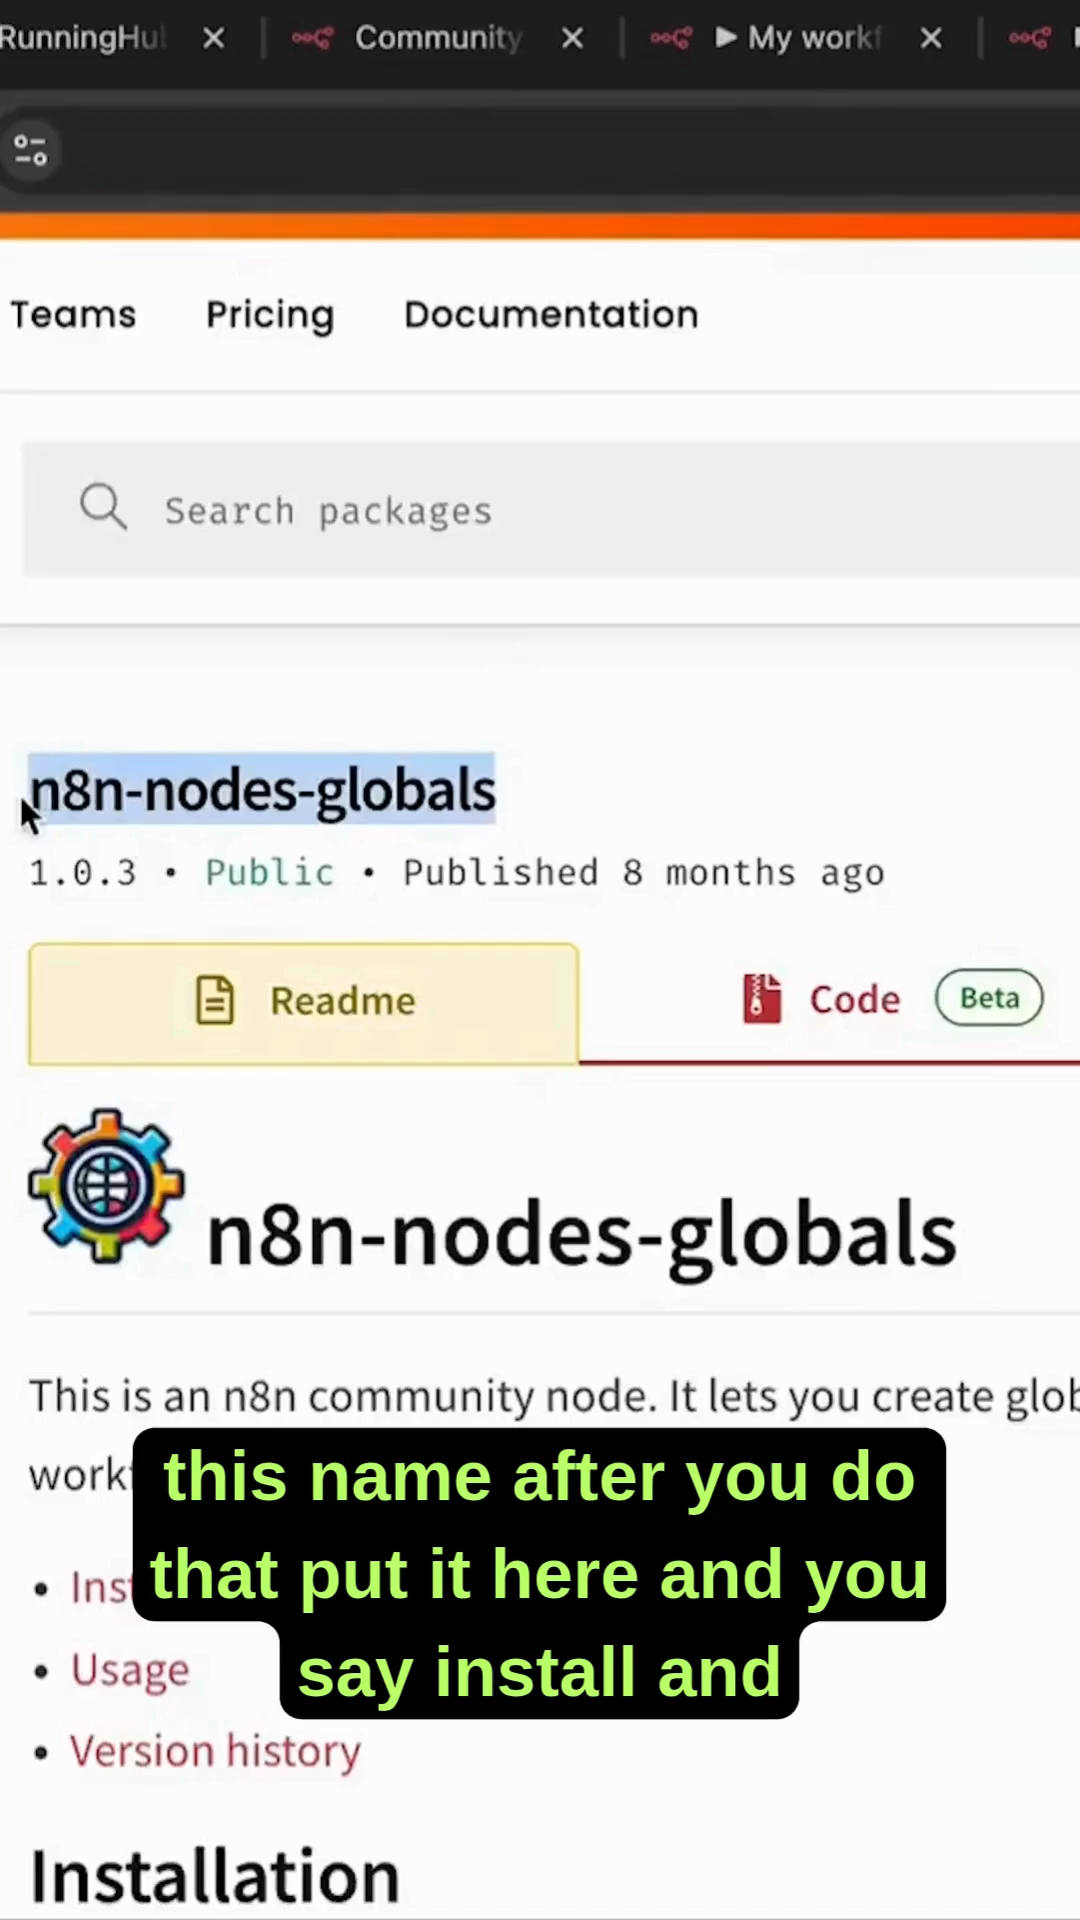 RunningHu
Community
My work
Teams Pricing Documentation
Search packages
n8n-nodes-globals
1.0.3 • Public • Published 8 months ago
Readme
Code Beta
n8n-nodes-globals
This is an n8n community node. It lets you create glob
work
this name after you do
that put it here and you
say install and
• Inst
• Usage
• Version history
Installation